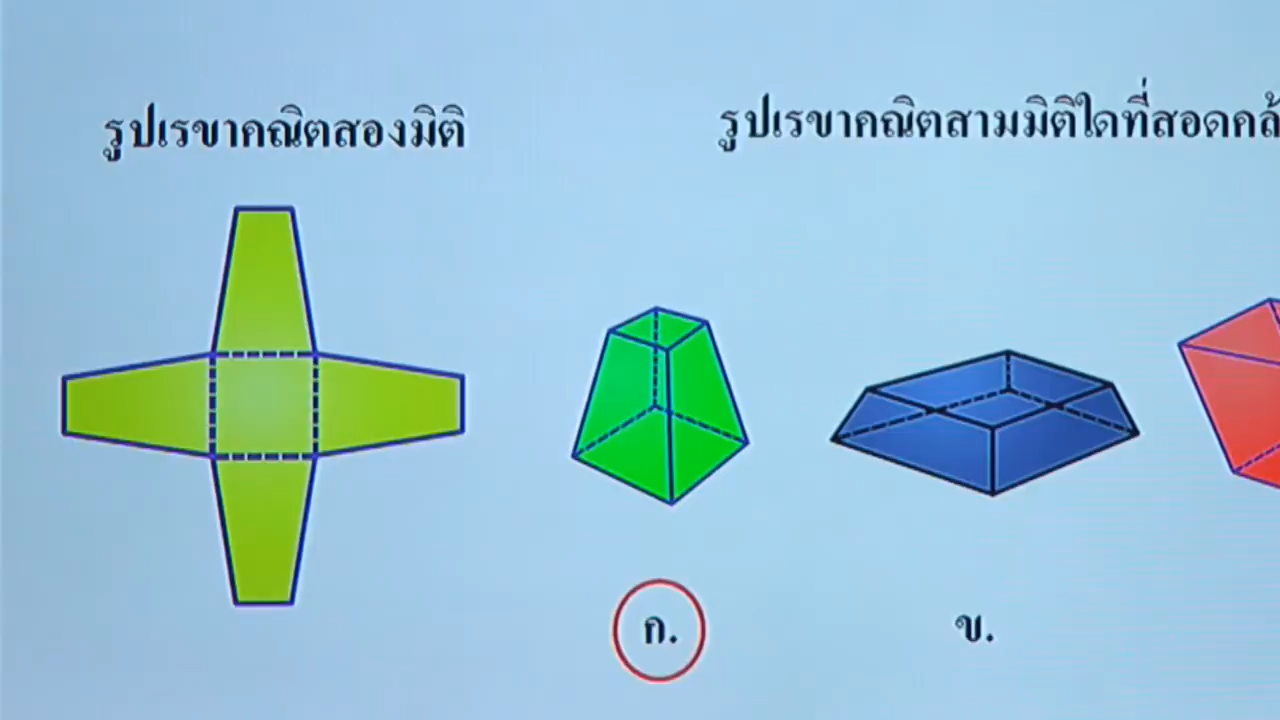 รูปเรขาคณิตสองมิติ
รูปเรขาคณิตสามมิติใดที่สอดคล้
ก.
ข.